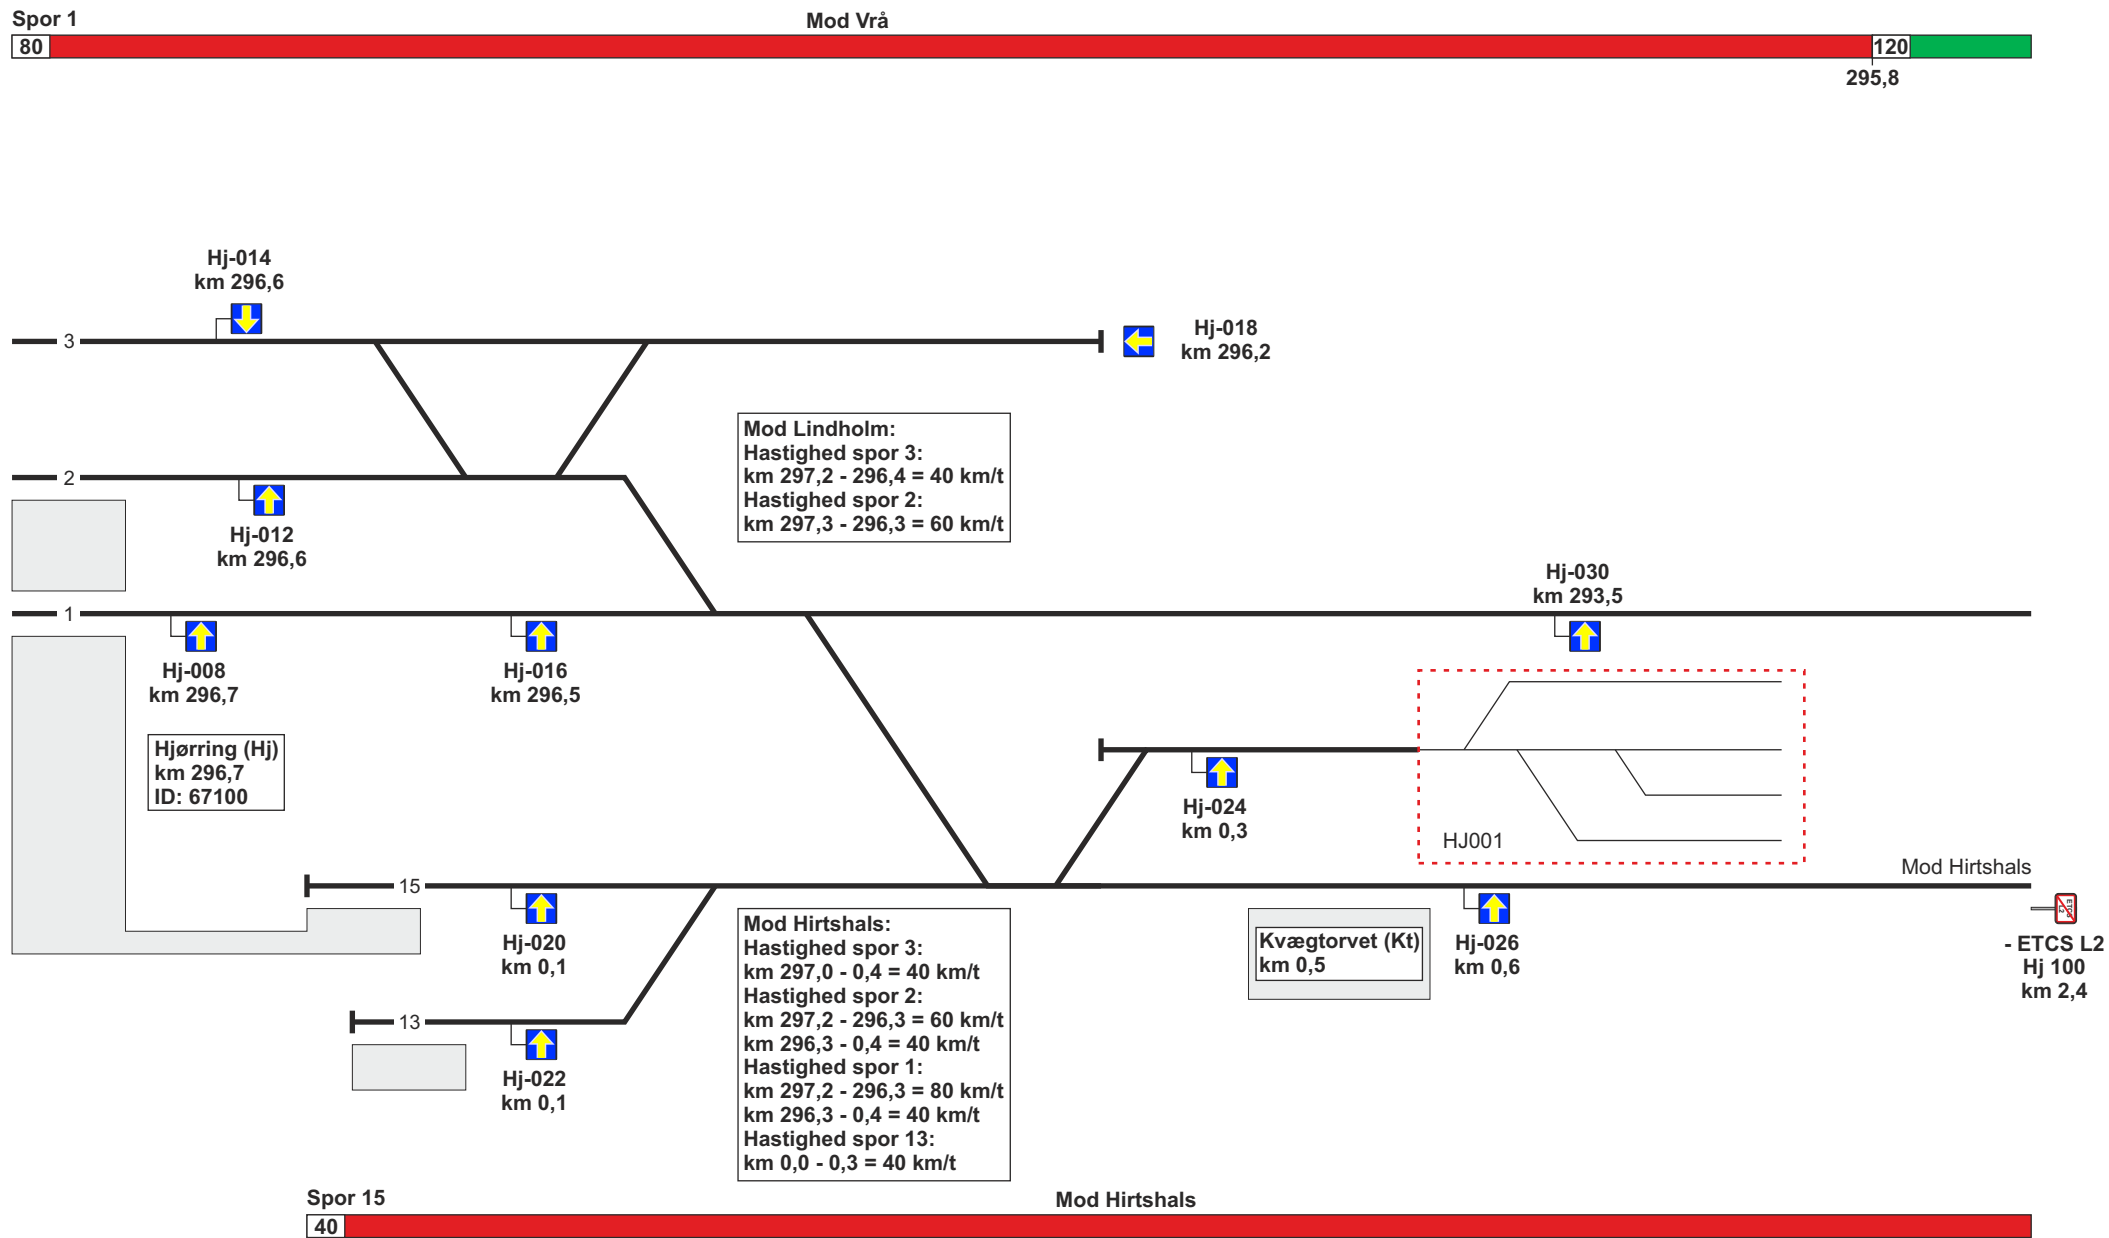 Spor 1
Mod Vrå
80
120
295,8
Hj-014
km 296,6
3
Hj-018
km 296,2
Mod Lindholm:
Hastighed spor 3:
km 297,2 - 296,4 = 40 km/t
Hastighed spor 2:
km 297,3 - 296,3 = 60 km/t
2
Hj-012
km 296,6
Hj-030
km 293,5
1
Hj-008
km 296,7
Hj-016
km 296,5
Hjørring (Hj)
km 296,7
ID: 67100
Hj-024
km 0,3
HJ001
Mod Hirtshals
15
Hj-020
km 0,1
Mod Hirtshals:
Hastighed spor 3:
km 297,0 - 0,4 = 40 km/t
Hastighed spor 2:
km 297,2 - 296,3 = 60 km/t
km 296,3 - 0,4 = 40 km/t
Hastighed spor 1:
km 297,2 - 296,3 = 80 km/t
km 296,3 - 0,4 = 40 km/t
Hastighed spor 13:
km 0,0 - 0,3 = 40 km/t
Kvægtorvet (Kt)
km 0,5
Hj-026
km 0,6
ETCS
L2
- ETCS L2
Hj 100
km 2,4
13
Hj-022
km 0,1
Spor 15
Mod Hirtshals
40